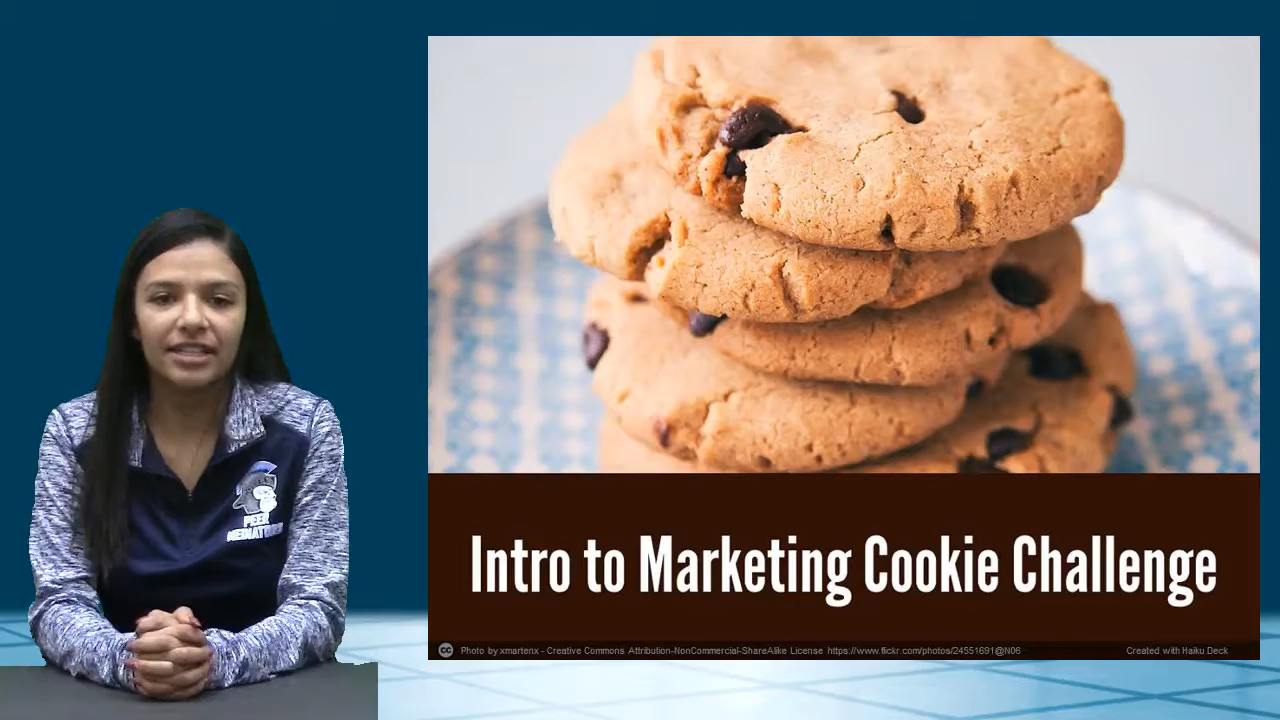 PEER
MEDIATION
Intro to Marketing Cookie Challenge
Photo by xmartenx - Creative Commons Attribution-NonCommercial-ShareAlike License https://www.flickr.com/photos/24551691@N06
Created with Haiku Deck